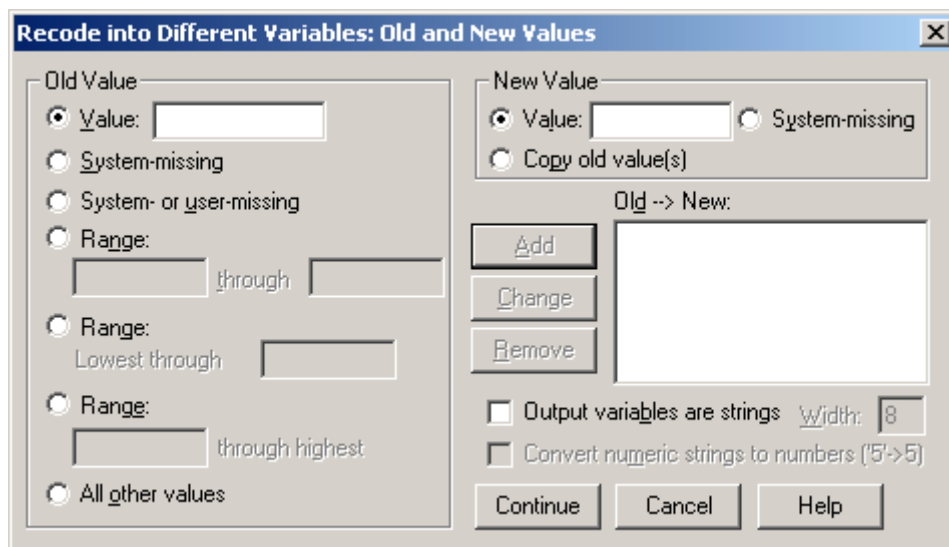 Recode into Different Variables: Old and New Values
Old Value
Value:
System-missing
System- or user-missing
Range:
through
Range:
Lowest through
Range:
through highest
All other values
New Value
Value:
System-missing
Copy old value(s)
Old --> New:
Add
Change
Remove
Output variables are strings
Width:
8
Convert numeric strings to numbers ('5'->5)
Continue
Cancel
Help